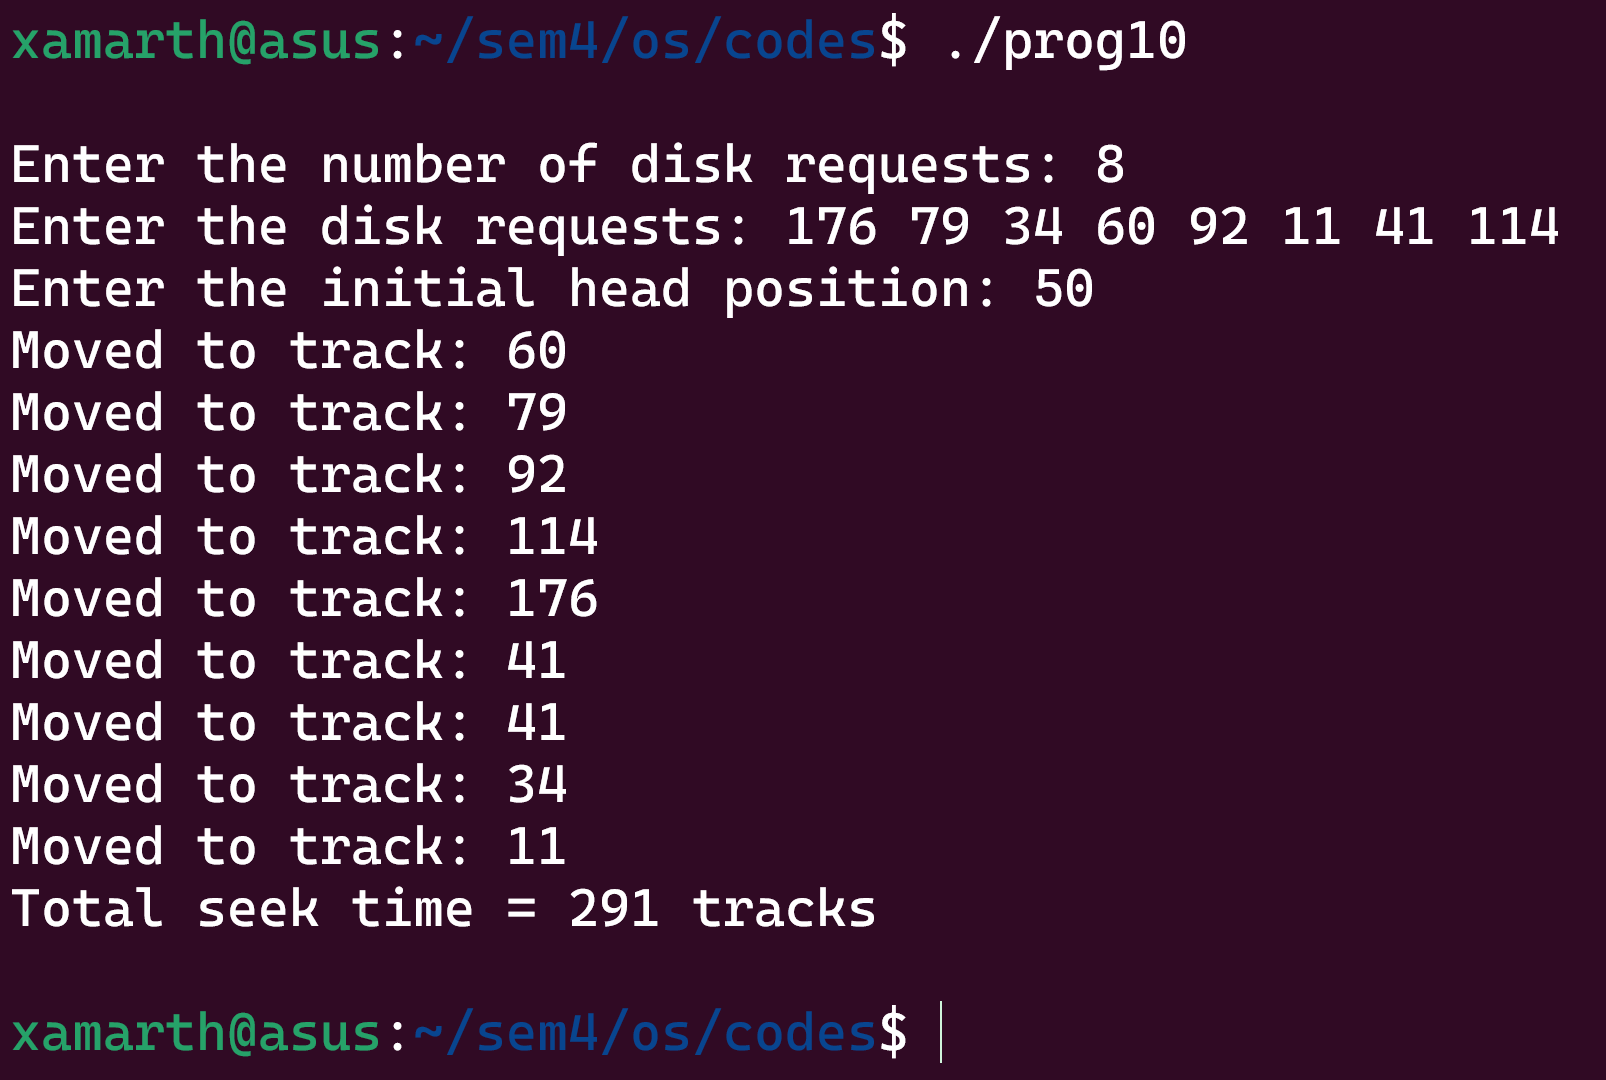 xamarth@asus:~/sem4/os/codes$ ./prog10
Enter the number of disk requests: 8
Enter the disk requests: 176 79 34 60 92 11 41 114
Enter the initial head position: 50
Moved to track: 60
Moved to track: 79
Moved to track: 92
Moved to track: 114
Moved to track: 176
Moved to track: 41
Moved to track: 41
Moved to track: 34
Moved to track: 11
Total seek time = 291 tracks
xamarth@asus:~/sem4/os/codes$